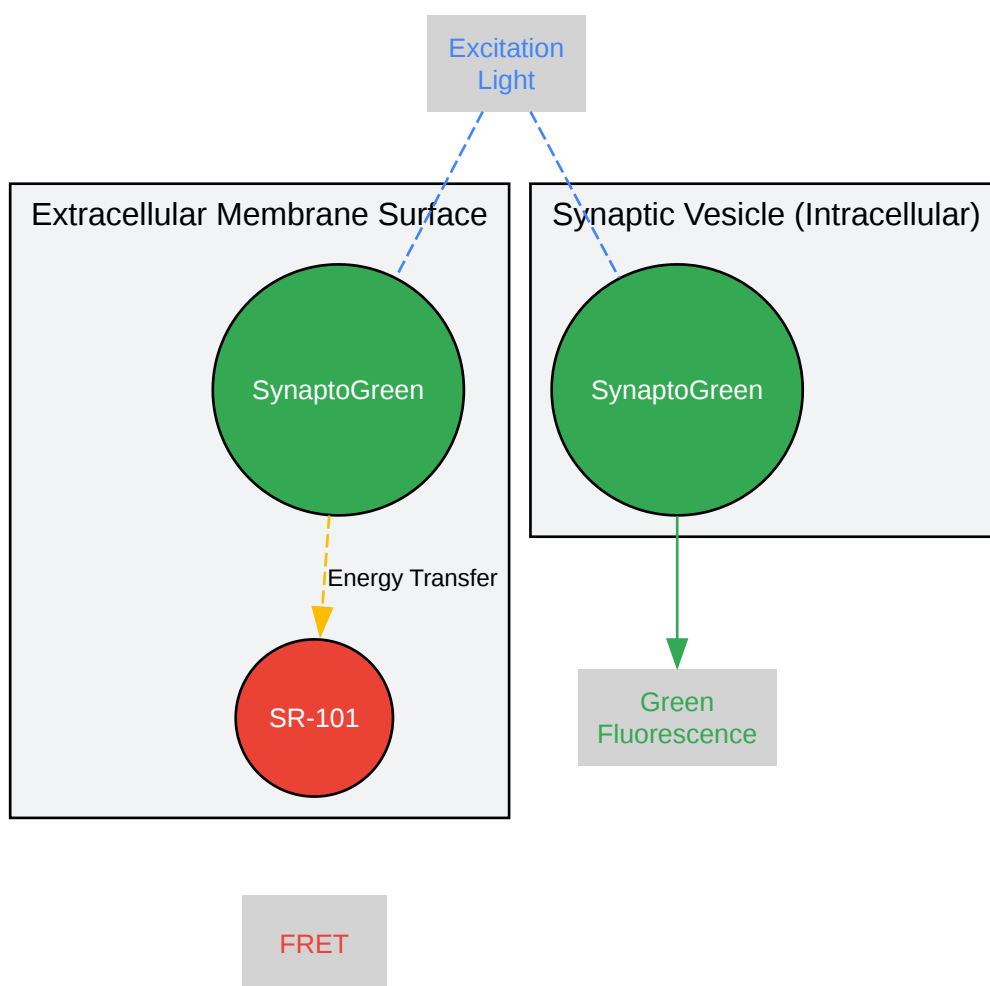 Excitation
Light
Extracellular Membrane Surface
Synaptic Vesicle (Intracellular)
SynaptoGreen
SynaptoGreen
Energy Transfer
SR-101
Green
Fluorescence
FRET